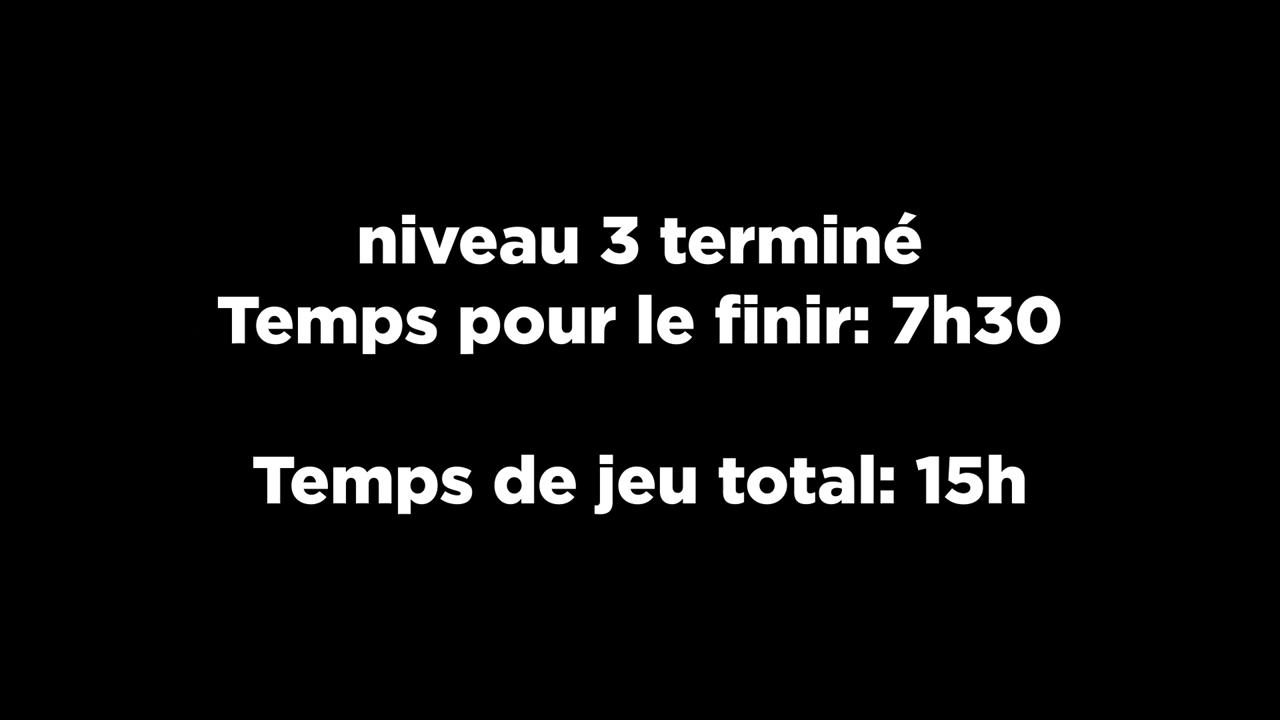 niveau 3 terminé
Temps pour le finir: 7h30
Temps de jeu total: 15h